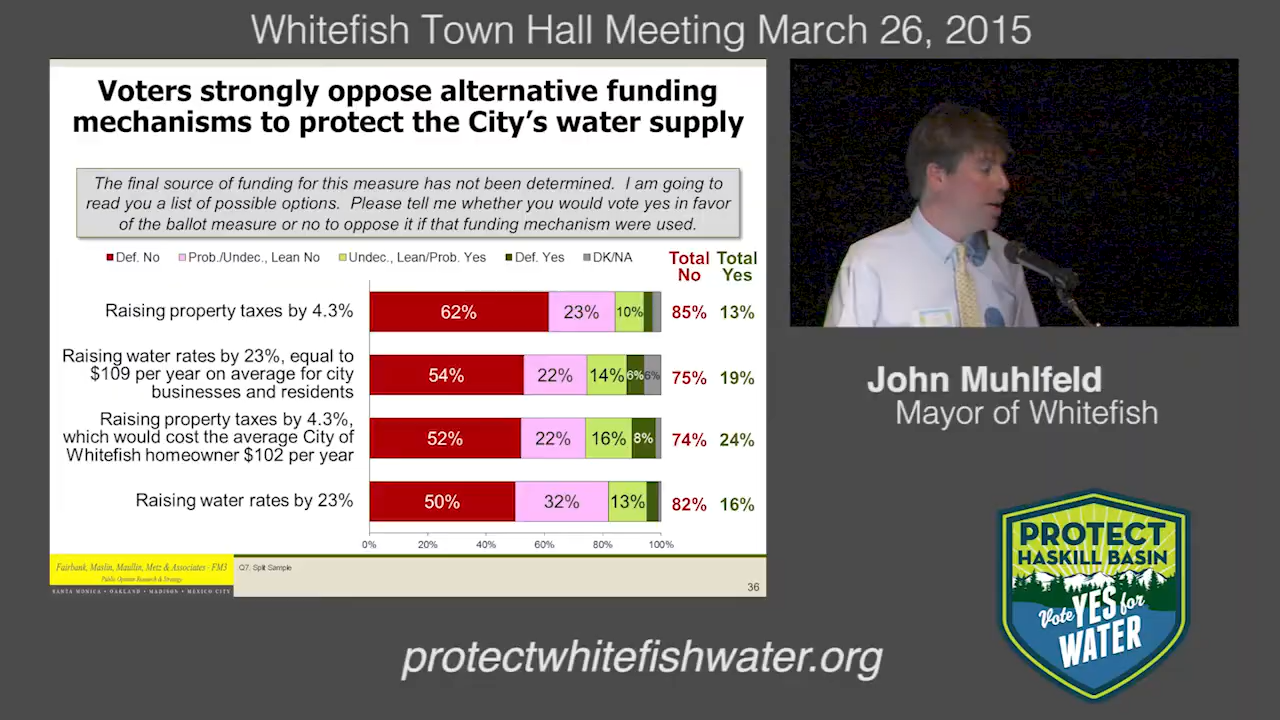 Whitefish Town Hall Meeting March 26, 2015
Voters strongly oppose alternative funding
mechanisms to protect the City's water supply
The final source of funding for this measure has not been determined. I am going to
read you a list of possible options. Please tell me whether you would vote yes in favor
of the ballot measure or no to oppose it if that funding mechanism were used.
Def. No Prob./Undec., Lean No Undec., Lean/Prob. Yes Def. Yes DK/NA
Total No
Total Yes
Raising property taxes by 4.3%
62% 23% 10% 85% 13%
Raising water rates by 23%, equal to
$109 per year on average for city
businesses and residents
54% 22% 14% 6% 6% 75% 19%
Raising property taxes by 4.3%,
which would cost the average City of
Whitefish homeowner $102 per year
52% 22% 16% 8% 74% 24%
Raising water rates by 23%
50% 32% 13% 82% 16%
0% 20% 40% 60% 80% 100%
Fairbank, Maslin, Maullin, Metz & Associates - FM3
Public Opinion Research & Strategy
SANTA MONICA • OAKLAND • MADISON • MEXICO CITY
Q7. Split Sample
36
John Muhlfeld
Mayor of Whitefish
PROTECT
HASKILL BASIN
Vote YES for
WATER
protectwhitefishwater.org